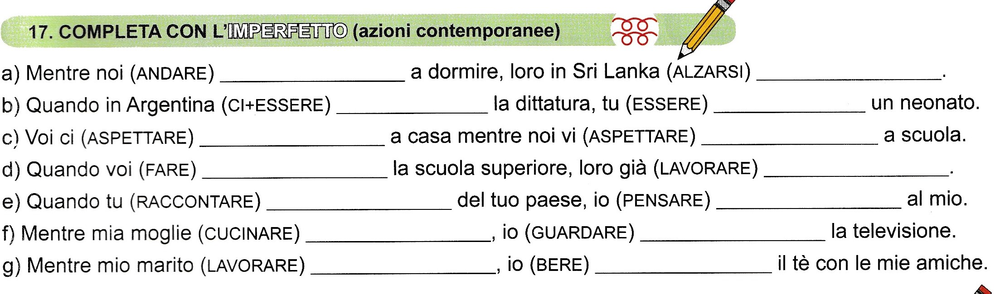 17. COMPLETA CON L'IMPERFETTO (azioni contemporanee)
a) Mentre noi (ANDARE) ________________ a dormire, loro in Sri Lanka (ALZARSI) ________________.
b) Quando in Argentina (CI+ESSERE) ________________ la dittatura, tu (ESSERE) ________________ un neonato.
c) Voi ci (ASPETTARE) ________________ a casa mentre noi vi (ASPETTARE) ________________ a scuola.
d) Quando voi (FARE) ________________ la scuola superiore, loro già (LAVORARE) ________________.
e) Quando tu (RACCONTARE) ________________ del tuo paese, io (PENSARE) ________________ al mio.
f) Mentre mia moglie (CUCINARE) ________________, io (GUARDARE) ________________ la televisione.
g) Mentre mio marito (LAVORARE) ________________, io (BERE) ________________ il tè con le mie amiche.